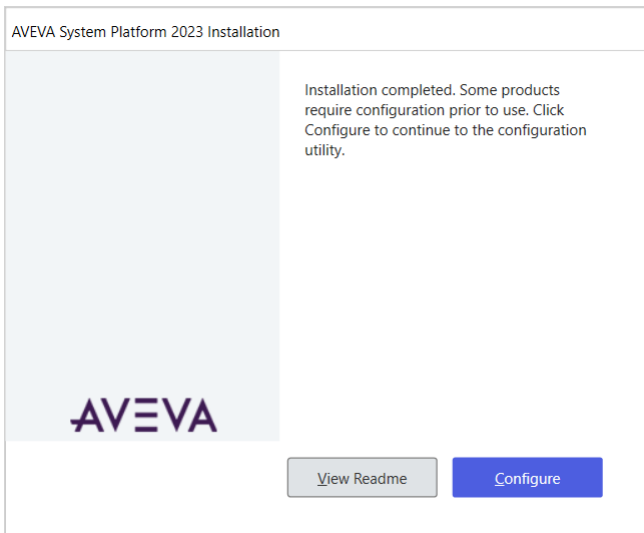 AVEVA System Platform 2023 Installation
Installation completed. Some products
require configuration prior to use. Click
Configure to continue to the configuration
utility.
AVEVA
View Readme
Configure